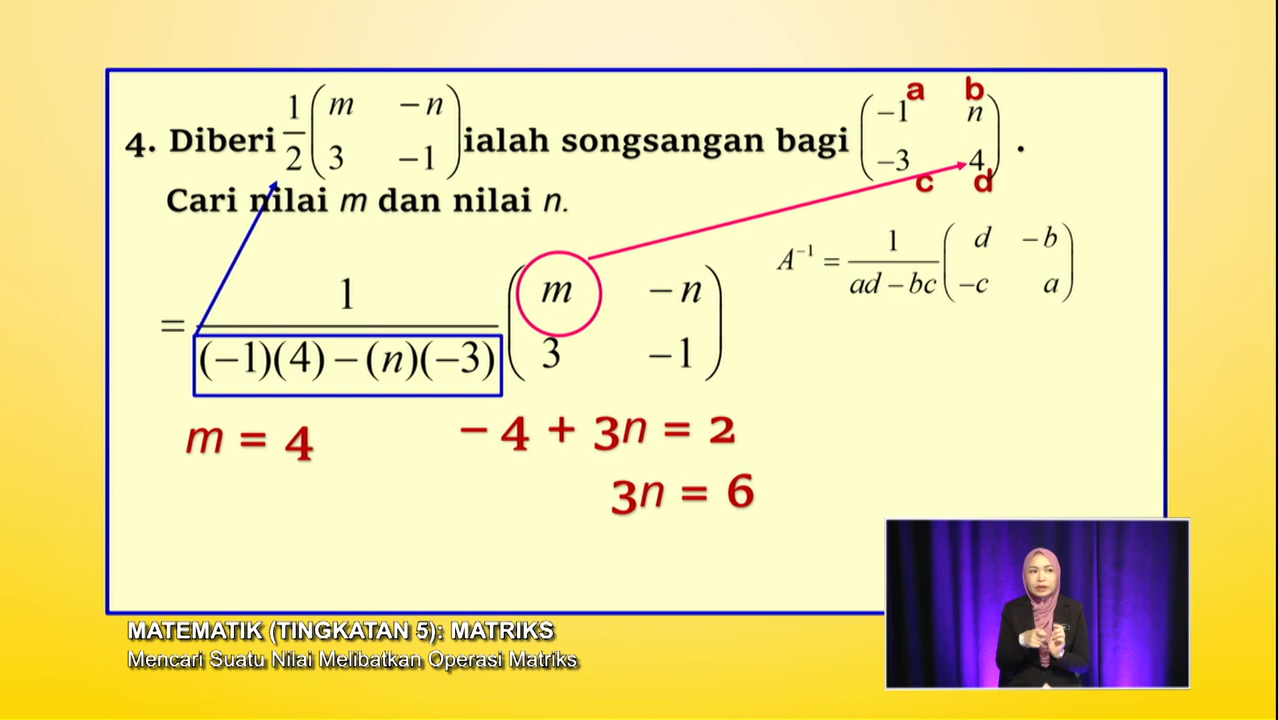 4. Diberi 1/2 ( m −n ; 3 −1 ) ialah songsangan bagi ( −1 n ; −3 4 ) .
a b
c d
Cari nilai m dan nilai n.
A⁻¹ = 1/(ad − bc) ( d −b ; −c a )
= 1/((−1)(4) − (n)(−3)) ( m −n ; 3 −1 )
m = 4
− 4 + 3n = 2
3n = 6
MATEMATIK (TINGKATAN 5): MATRIKS
Mencari Suatu Nilai Melibatkan Operasi Matriks